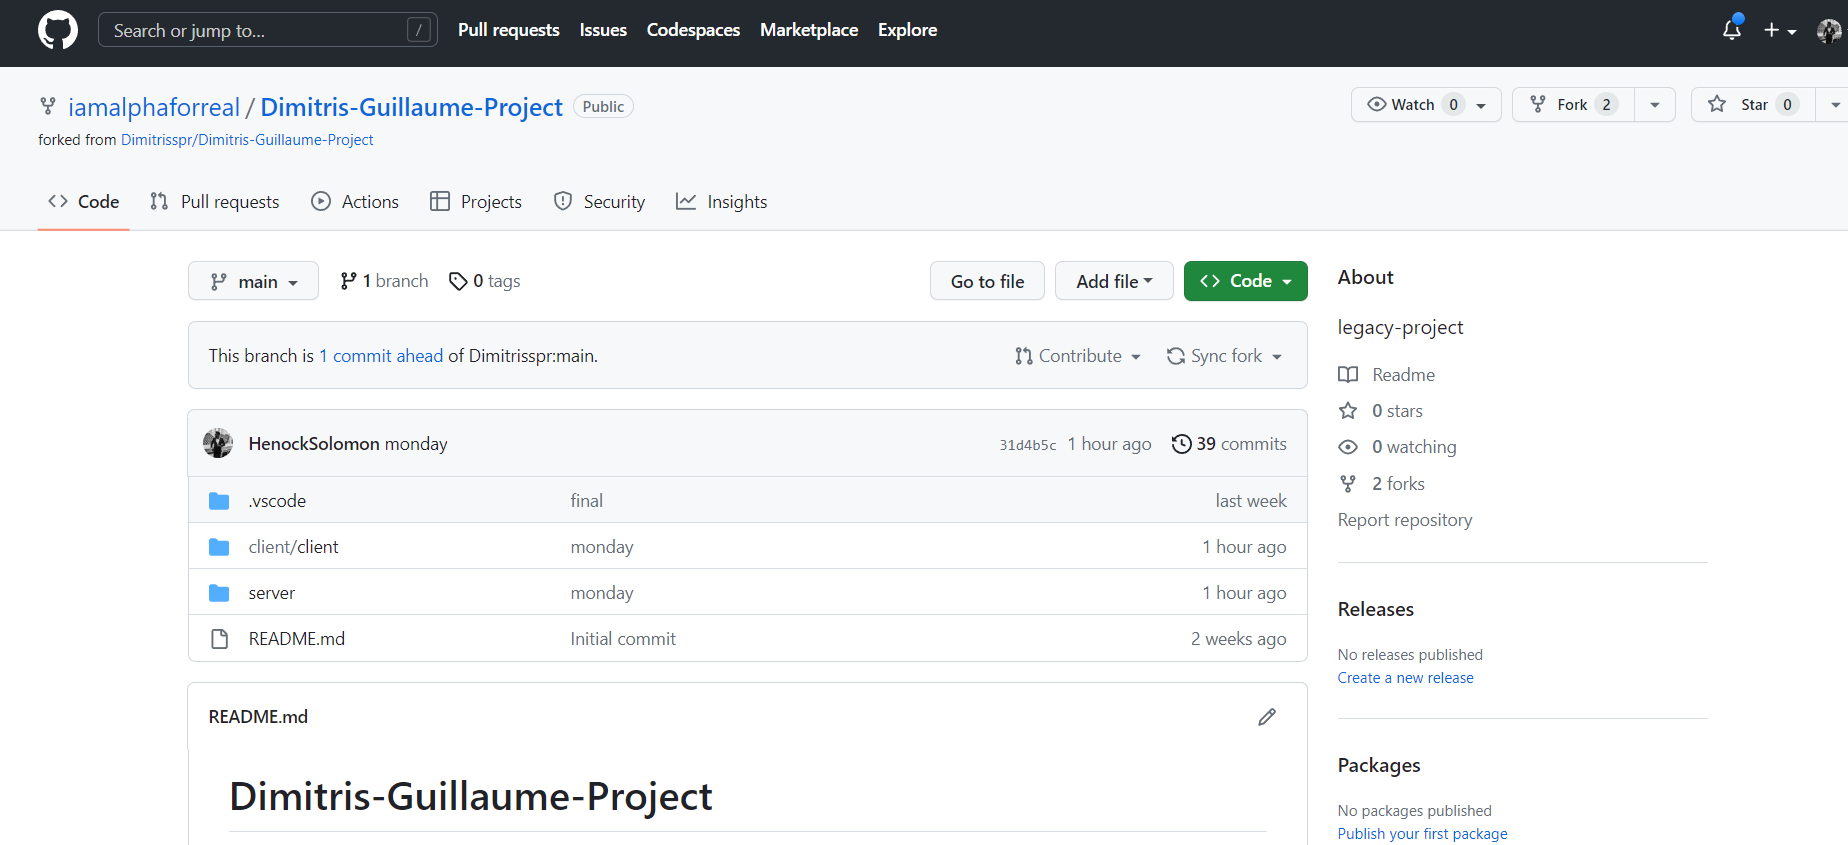 Search or jump to... /
Pull requests Issues Codespaces Marketplace Explore
iamalphaforreal / Dimitris-Guillaume-Project Public
forked from Dimitrisspr/Dimitris-Guillaume-Project
Watch 0 Fork 2 Star 0
Code Pull requests Actions Projects Security Insights
main 1 branch 0 tags Go to file Add file Code
This branch is 1 commit ahead of Dimitrisspr:main. Contribute Sync fork
HenockSolomon monday 31d4b5c 1 hour ago 39 commits
.vscode final last week
client/client monday 1 hour ago
server monday 1 hour ago
README.md Initial commit 2 weeks ago
README.md
Dimitris-Guillaume-Project
About
legacy-project
Readme
0 stars
0 watching
2 forks
Report repository
Releases
No releases published
Create a new release
Packages
No packages published
Publish your first package